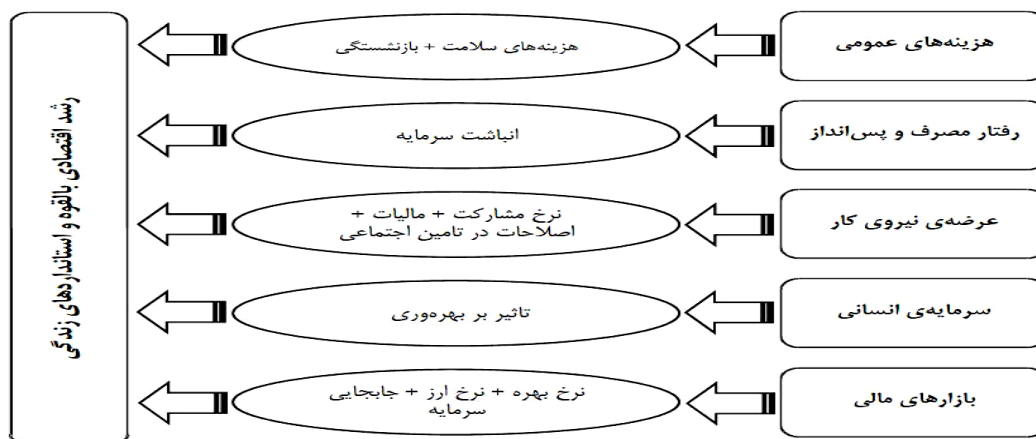 هزینه‌های عمومی
هزینه‌های سلامت + بازنشستگی
رفتار مصرف و پس‌انداز
انباشت سرمایه
عرضه‌ی نیروی کار
نرخ مشارکت + مالیات +
اصلاحات در تامین اجتماعی
سرمایه‌ی انسانی
تاثیر بر بهره‌وری
بازارهای مالی
نرخ بهره + نرخ ارز + جابجایی
سرمایه
رشد اقتصادی بالقوه و استانداردهای زندگی